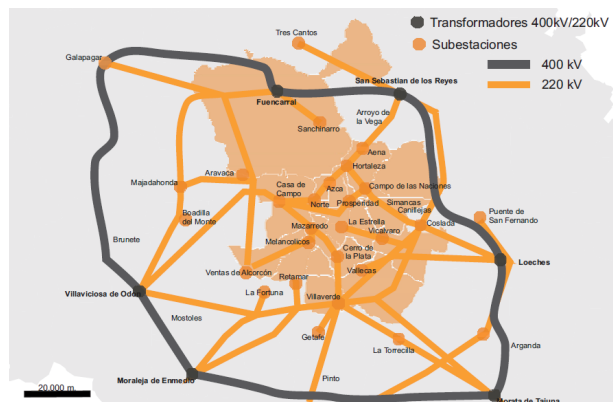 Transformadores 400kV/220kV
Subestaciones
400 kV
220 kV
Tres Cantos
Galapagar
San Sebastian de los Reyes
Fuencarral
Arroyo de
la Vega
Sanchinarro
Aena
Hortaleza
Aravaca
Majadahonda
Casa de
Campo
Azca
Campo de las Naciones
Norte
Prosperidad
Simancas
Canillejas
Boadilla
del Monte
Puente de
San Fernando
Mazarredo
La Estrella
Coslada
Vicalvaro
Brunete
Melancolicos
Cerro de
la Plata
Loeches
Ventas de Alcorcón
Retamar
Vallecas
Villaviciosa de Odón
La Fortuna
Villaverde
Mostoles
Getafe
La Torrecilla
Arganda
Moraleja de Enmedio
Pinto
20.000 m.
Morata de Tajuna